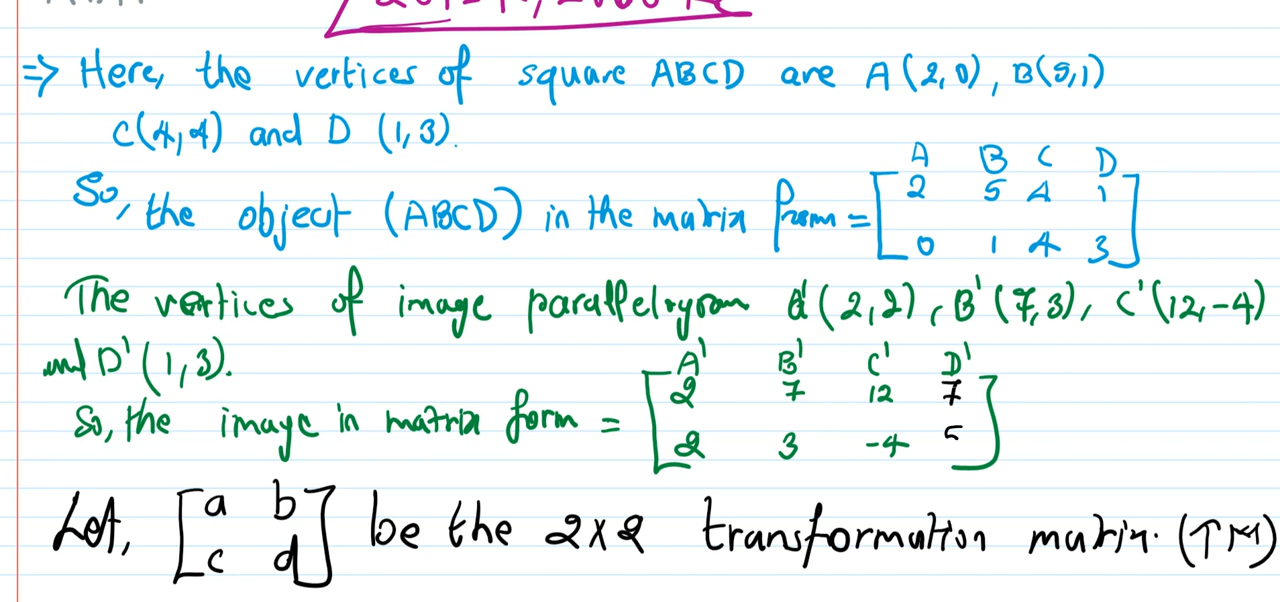 ⇒ Here, the vertices of square ABCD are A (2,0), B(5,1)
C(4,4) and D (1,3).
A B C D
So, the object (ABCD) in the matrix form = [2 5 4 1
0 1 4 3]
The vertices of image parallelogram A'(2,2), B'(7,3), C'(12,-4)
and D'(1,3).
A' B' C' D'
So, the image in matrix form = [2 7 12 7
2 3 -4 5]
Let, [a b
c d] be the 2x2 transformation matrix. (TM)